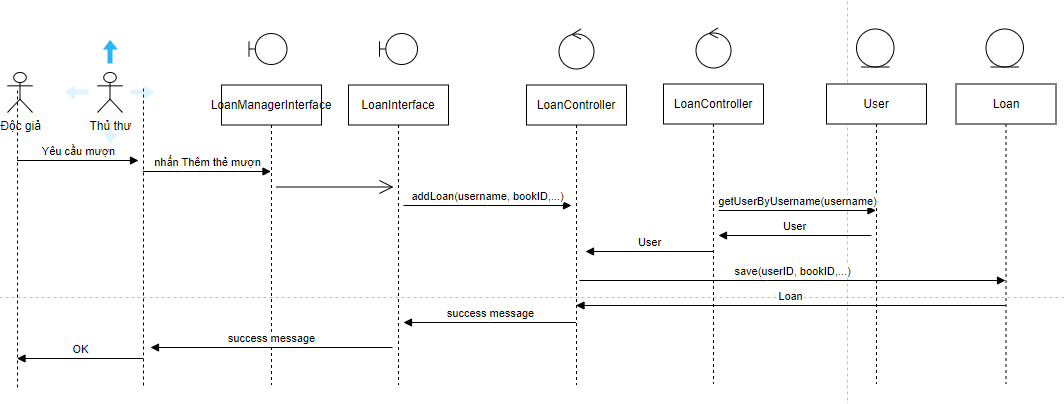 Độc giả
Thủ thư
LoanManagerInterface
LoanInterface
LoanController
LoanController
User
Loan
Yêu cầu mượn
nhấn Thêm thẻ mượn
addLoan(username, bookID,...)
getUserByUsername(username)
User
User
save(userID, bookID,...)
Loan
success message
success message
OK